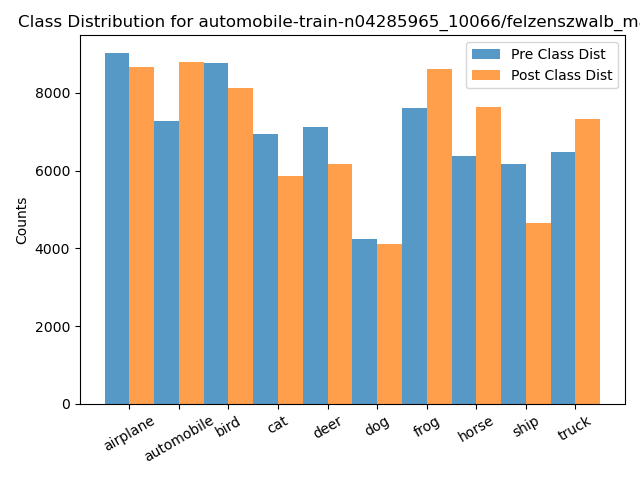 Class Distribution for automobile-train-n04285965_10066/felzenszwalb_ma
Pre Class Dist
Post Class Dist
Counts
8000
6000
4000
2000
0
airplane
automobile
bird
cat
deer
dog
frog
horse
ship
truck